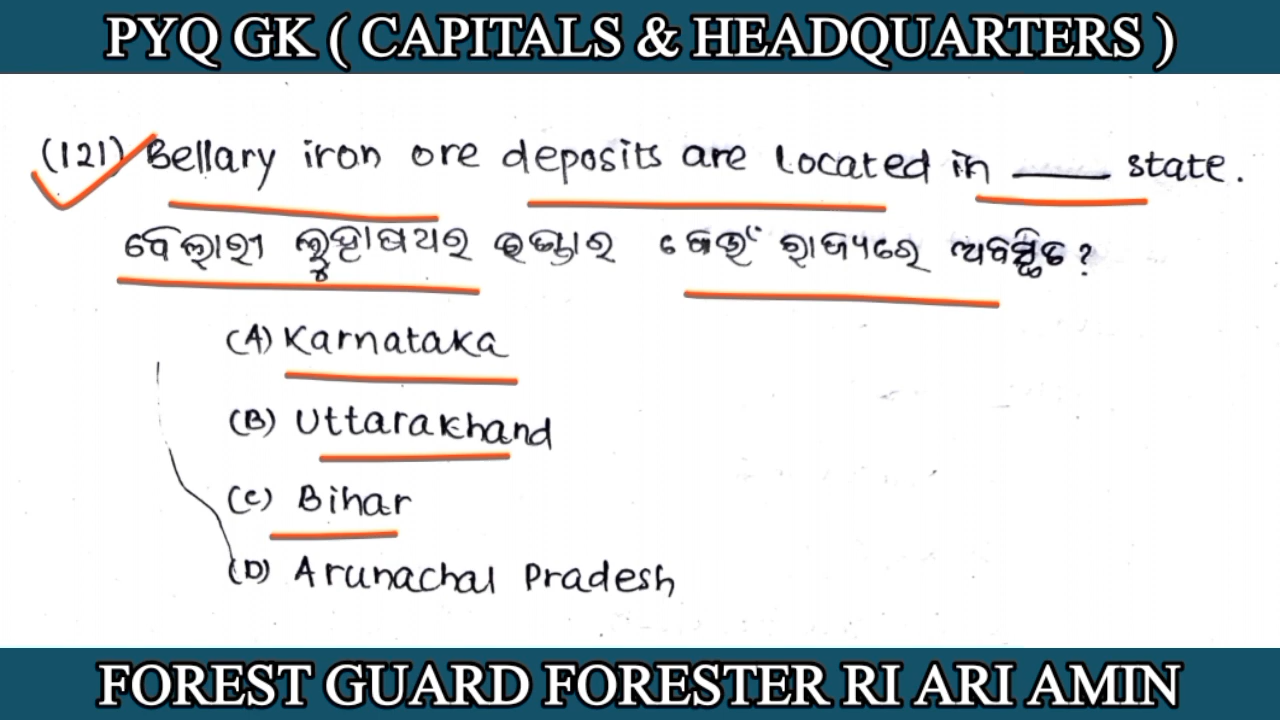 PYQ GK ( CAPITALS & HEADQUARTERS )
(121) Bellary iron ore deposits are located in ____ state.
ବେଲାରୀ ଲୁହାପଥର ଭଣ୍ଡାର କେଉଁ ରାଜ୍ୟରେ ଅବସ୍ଥିତ ?
(A) Karnataka
(B) Uttarakhand
(C) Bihar
(D) Arunachal Pradesh
FOREST GUARD FORESTER RI ARI AMIN